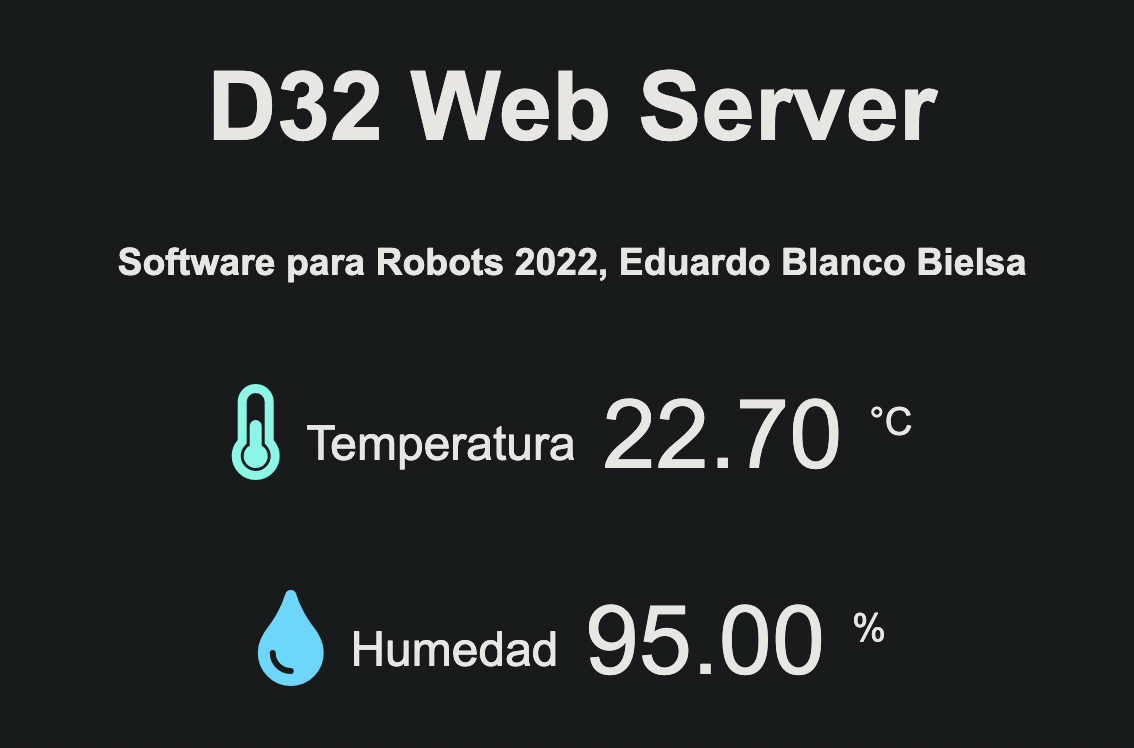 D32 Web Server
Software para Robots 2022, Eduardo Blanco Bielsa
Temperatura 22.70 °C
Humedad 95.00 %